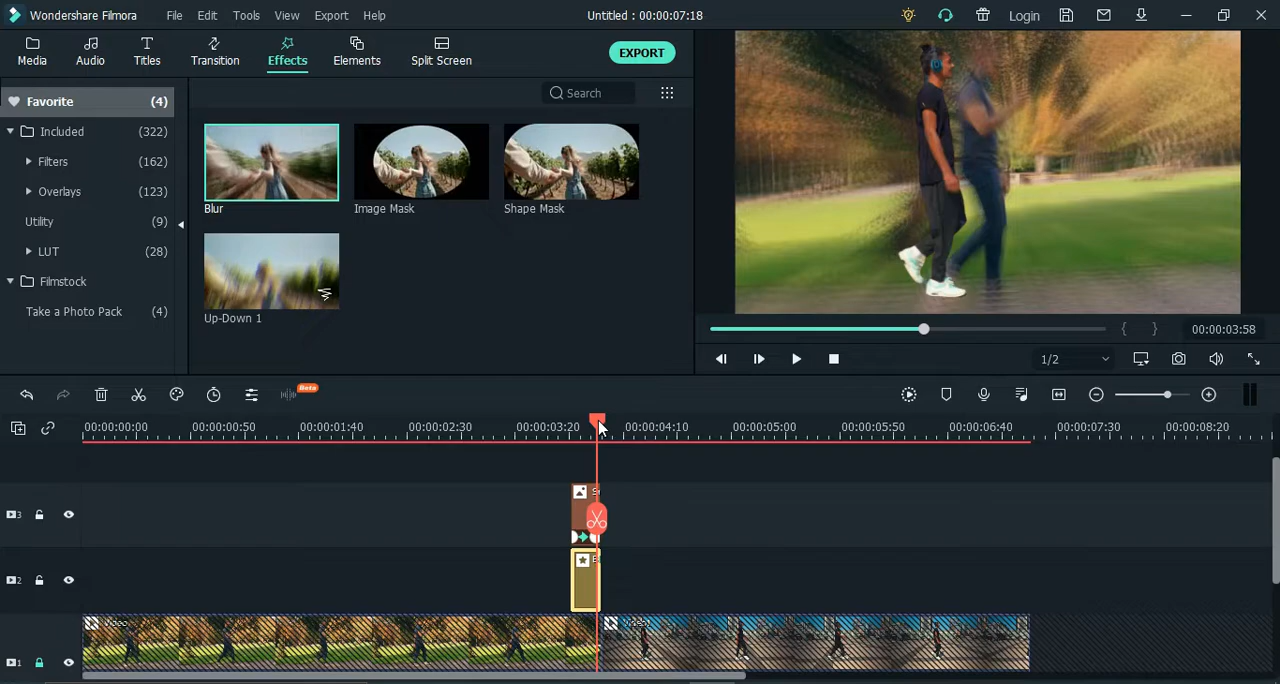 Wondershare Filmora File Edit Tools View Export Help Untitled : 00:00:07:18 Login
Media Audio Titles Transition Effects Elements Split Screen EXPORT
Favorite (4)
Search
Included (322)
Filters (162)
Overlays (123)
Utility (9)
LUT (28)
Filmstock
Take a Photo Pack (4)
Blur Image Mask Shape Mask
Up-Down 1
{ } 00:00:03:58
1/2
Beta
00:00:00:00 00:00:00:50 00:00:01:40 00:00:02:30 00:00:03:20 00:00:04:10 00:00:05:00 00:00:05:50 00:00:06:40 00:00:07:30 00:00:08:20
3
2
Video
1